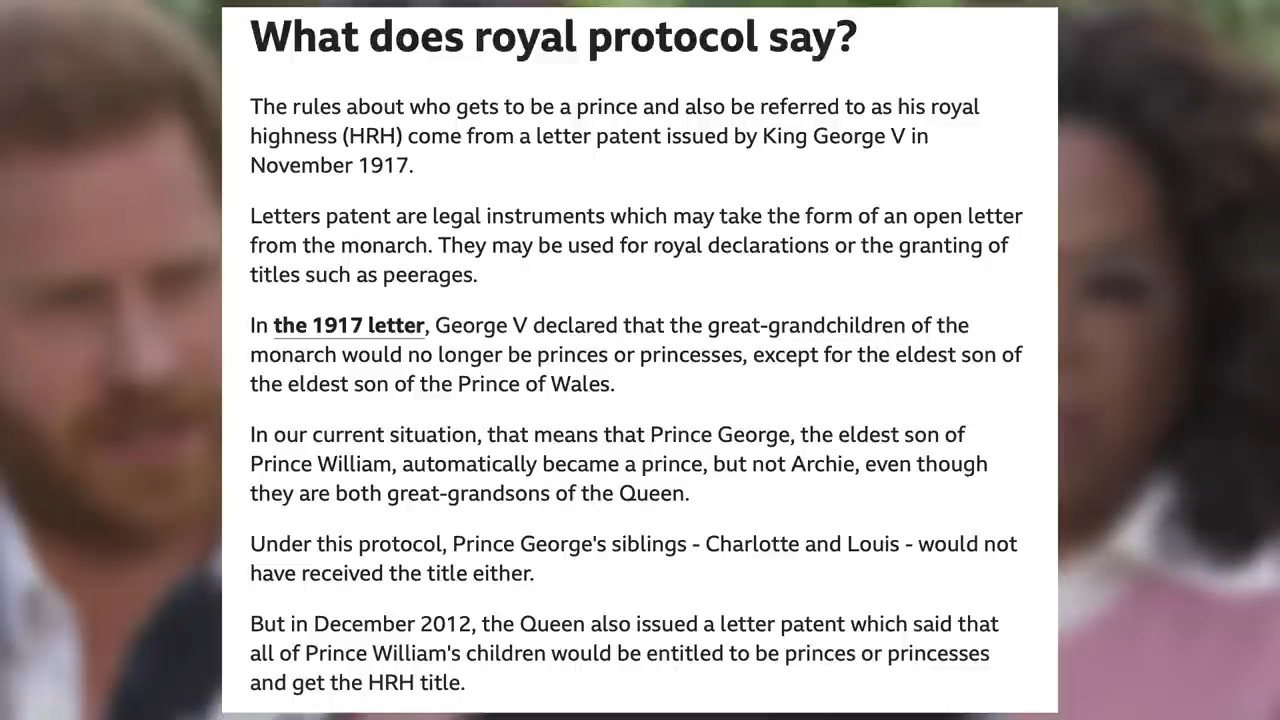 What does royal protocol say?
The rules about who gets to be a prince and also be referred to as his royal
highness (HRH) come from a letter patent issued by King George V in
November 1917.
Letters patent are legal instruments which may take the form of an open letter
from the monarch. They may be used for royal declarations or the granting of
titles such as peerages.
In the 1917 letter, George V declared that the great-grandchildren of the
monarch would no longer be princes or princesses, except for the eldest son of
the eldest son of the Prince of Wales.
In our current situation, that means that Prince George, the eldest son of
Prince William, automatically became a prince, but not Archie, even though
they are both great-grandsons of the Queen.
Under this protocol, Prince George's siblings - Charlotte and Louis - would not
have received the title either.
But in December 2012, the Queen also issued a letter patent which said that
all of Prince William's children would be entitled to be princes or princesses
and get the HRH title.